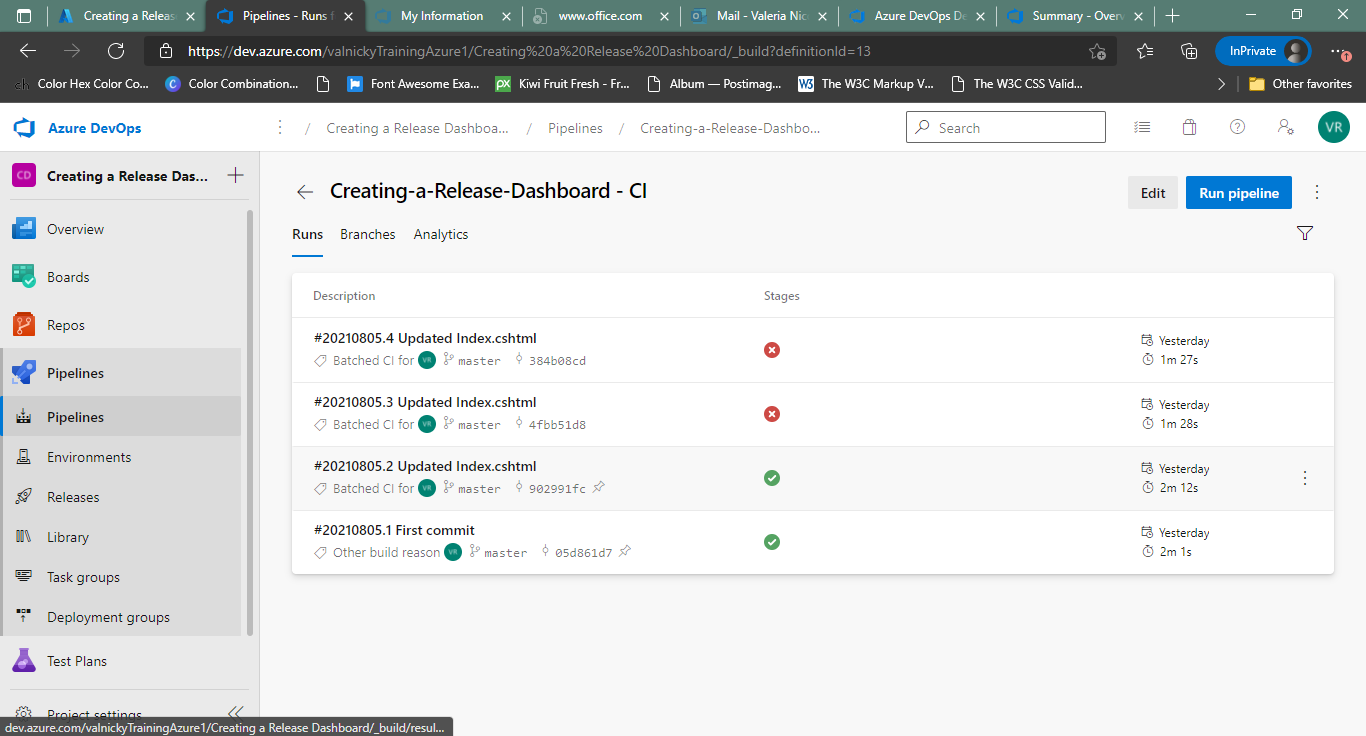 Creating a Releas
Pipelines - Runs f
My Information
www.office.com
Mail - Valeria Nic
Azure DevOps De
Summary - Overv
https://dev.azure.com/valnickyTrainingAzure1/Creating%20a%20Release%20Dashboard/_build?definitionId=13
InPrivate
1
Color Hex Color Co...
Color Combination...
Font Awesome Exa...
px
Kiwi Fruit Fresh - Fr...
Album — Postimag...
W3
The W3C Markup V...
The W3C CSS Valid...
Other favorites
Azure DevOps
/ Creating a Release Dashboa... / Pipelines / Creating-a-Release-Dashbo...
Search
VR
CD
Creating a Release Das...
Overview
Boards
Repos
Pipelines
Pipelines
Environments
Releases
Library
Task groups
Deployment groups
Test Plans
Project settings
Creating-a-Release-Dashboard - CI
Edit
Run pipeline
Runs
Branches
Analytics
Description
Stages
#20210805.4 Updated Index.cshtml
Batched CI for VR master 384b08cd
Yesterday
1m 27s
#20210805.3 Updated Index.cshtml
Batched CI for VR master 4fbb51d8
Yesterday
1m 28s
#20210805.2 Updated Index.cshtml
Batched CI for VR master 902991fc
Yesterday
2m 12s
#20210805.1 First commit
Other build reason VR master 05d861d7
Yesterday
2m 1s
dev.azure.com/valnickyTrainingAzure1/Creating a Release Dashboard/_build/resul...